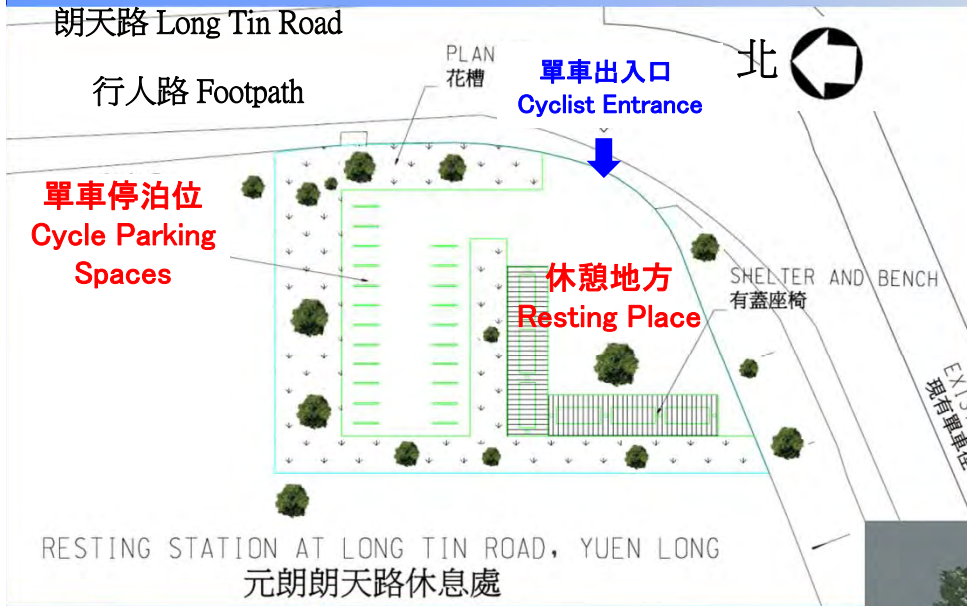 朗天路 Long Tin Road
行人路 Footpath
PLAN
花槽
單車出入口
Cyclist Entrance
北
單車停泊位
Cycle Parking
Spaces
休憩地方
Resting Place
SHELTER AND BENCH
有蓋座椅
現有單車徑
RESTING STATION AT LONG TIN ROAD, YUEN LONG
元朗朗天路休息處